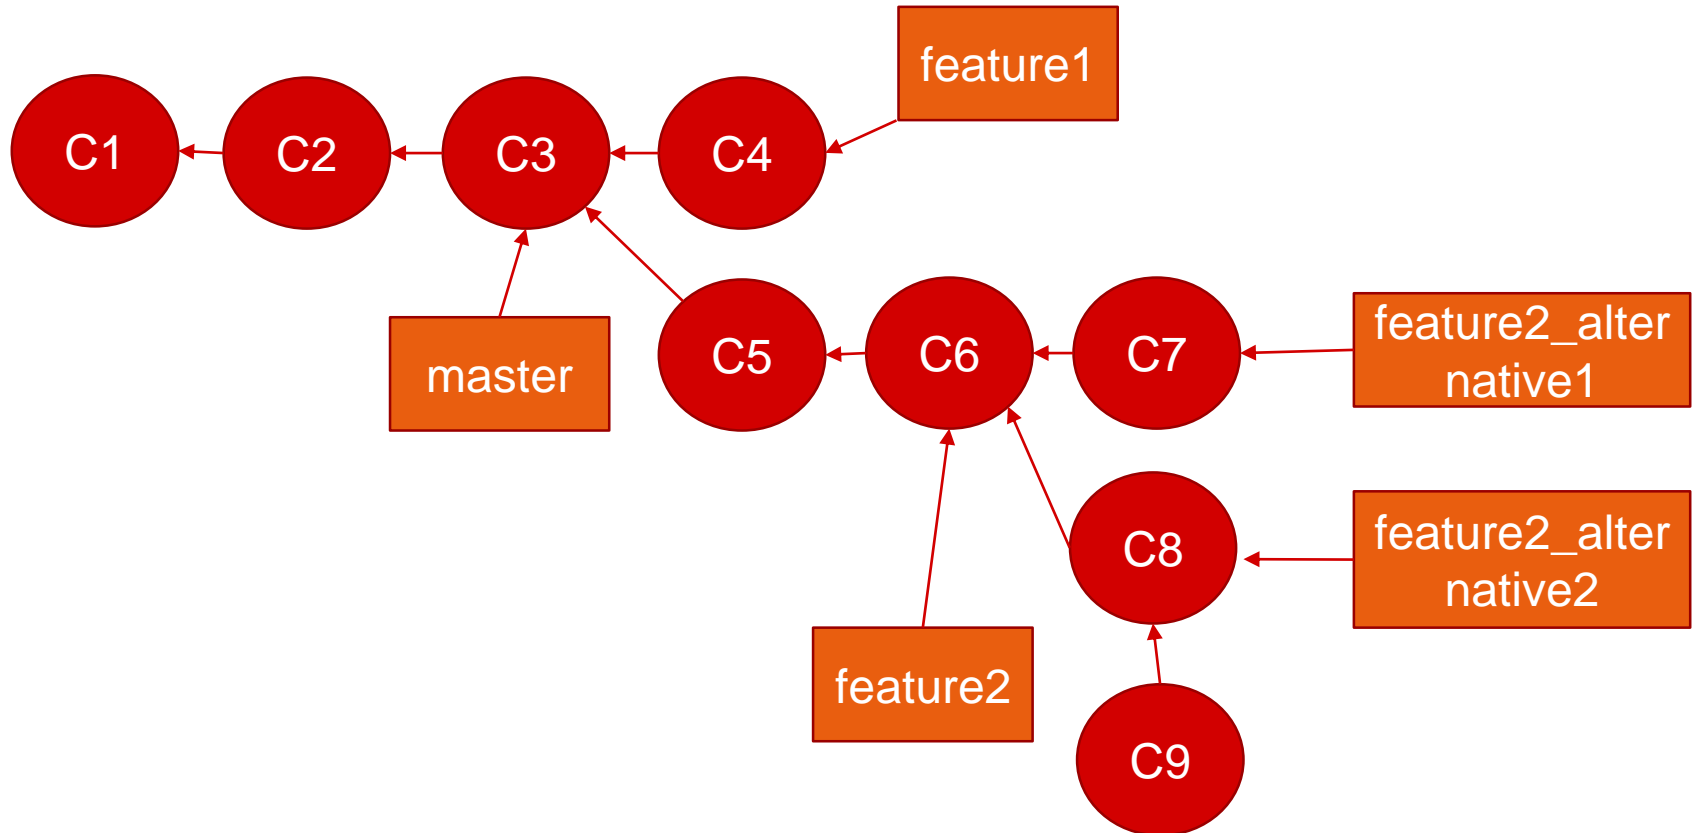 feature1
C1
C2
C3
C4
master
C5
C6
C7
feature2_alter
native1
C8
feature2_alter
native2
feature2
C9